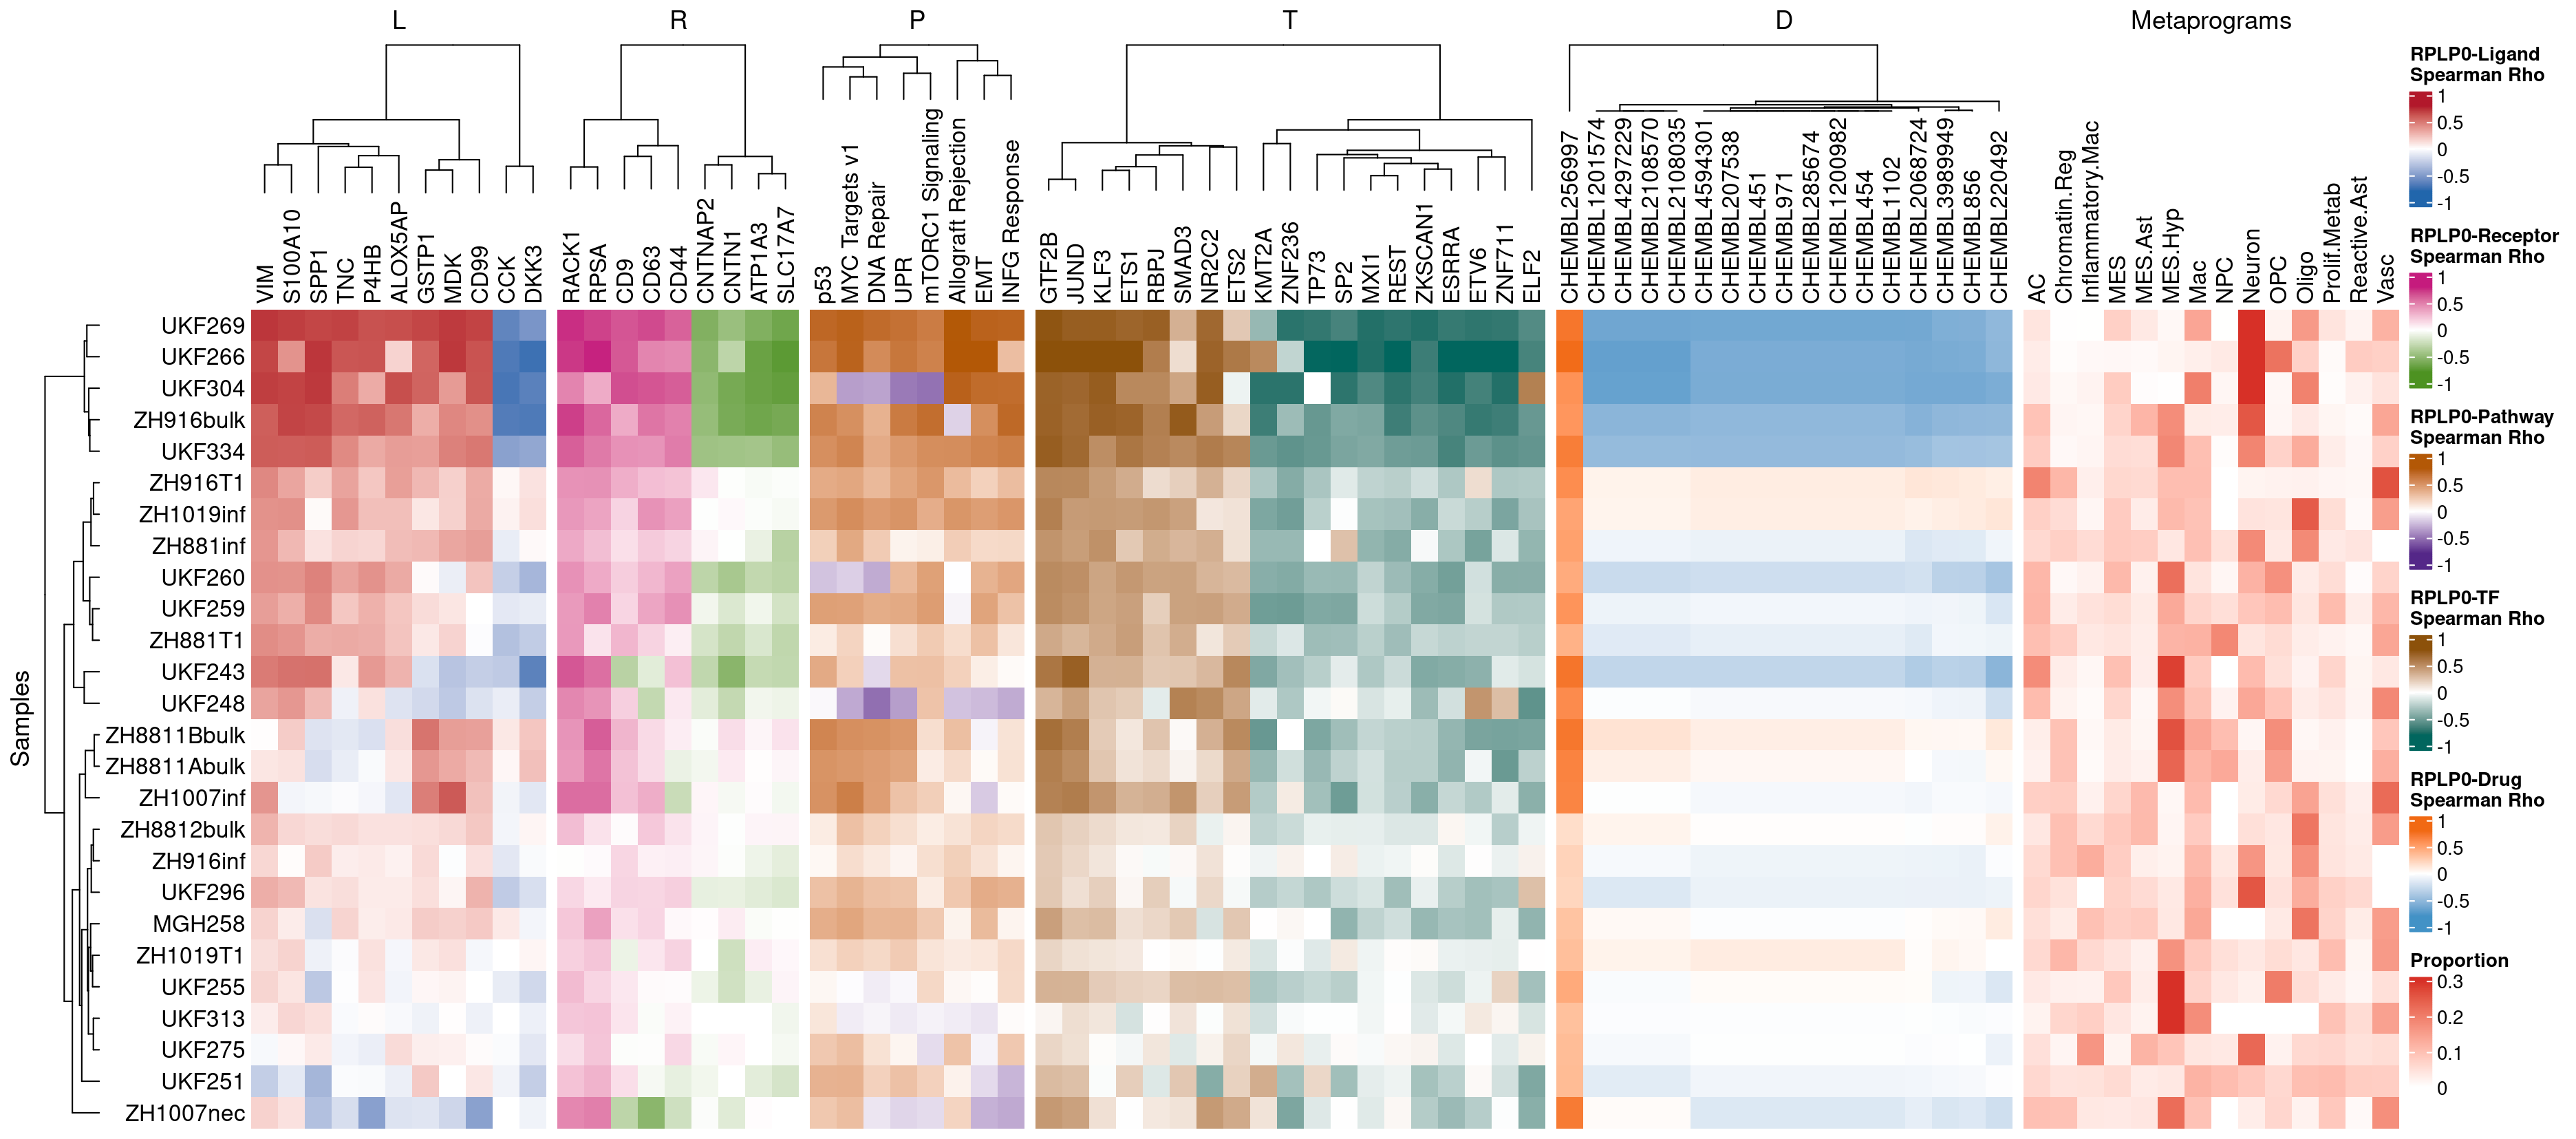 L
R
P
T
D
Metaprograms
VIM
S100A10
SPP1
TNC
P4HB
ALOX5AP
GSTP1
MDK
CD99
CCK
DKK3
RACK1
RPSA
CD9
CD63
CD44
CNTNAP2
CNTN1
ATP1A3
SLC17A7
p53
MYC Targets v1
DNA Repair
UPR
mTORC1 Signaling
Allograft Rejection
EMT
INFG Response
GTF2B
JUND
KLF3
ETS1
RBPJ
SMAD3
NR2C2
ETS2
KMT2A
ZNF236
TP73
SP2
MXI1
REST
ZKSCAN1
ESRRA
ETV6
ZNF711
ELF2
CHEMBL256997
CHEMBL1201574
CHEMBL4297229
CHEMBL2108570
CHEMBL2108035
CHEMBL4594301
CHEMBL207538
CHEMBL451
CHEMBL971
CHEMBL285674
CHEMBL1200982
CHEMBL454
CHEMBL1102
CHEMBL2068724
CHEMBL3989949
CHEMBL856
CHEMBL220492
AC
Chromatin.Reg
Inflammatory.Mac
MES
MES.Ast
MES.Hyp
Mac
NPC
Neuron
OPC
Oligo
Prolif.Metab
Reactive.Ast
Vasc
Samples
UKF269
UKF266
UKF304
ZH916bulk
UKF334
ZH916T1
ZH1019inf
ZH881inf
UKF260
UKF259
ZH881T1
UKF243
UKF248
ZH8811Bbulk
ZH8811Abulk
ZH1007inf
ZH8812bulk
ZH916inf
UKF296
MGH258
ZH1019T1
UKF255
UKF313
UKF275
UKF251
ZH1007nec
RPLP0-Ligand
Spearman Rho
1
0.5
0
-0.5
-1
RPLP0-Receptor
Spearman Rho
1
0.5
0
-0.5
-1
RPLP0-Pathway
Spearman Rho
1
0.5
0
-0.5
-1
RPLP0-TF
Spearman Rho
1
0.5
0
-0.5
-1
RPLP0-Drug
Spearman Rho
1
0.5
0
-0.5
-1
Proportion
0.3
0.2
0.1
0